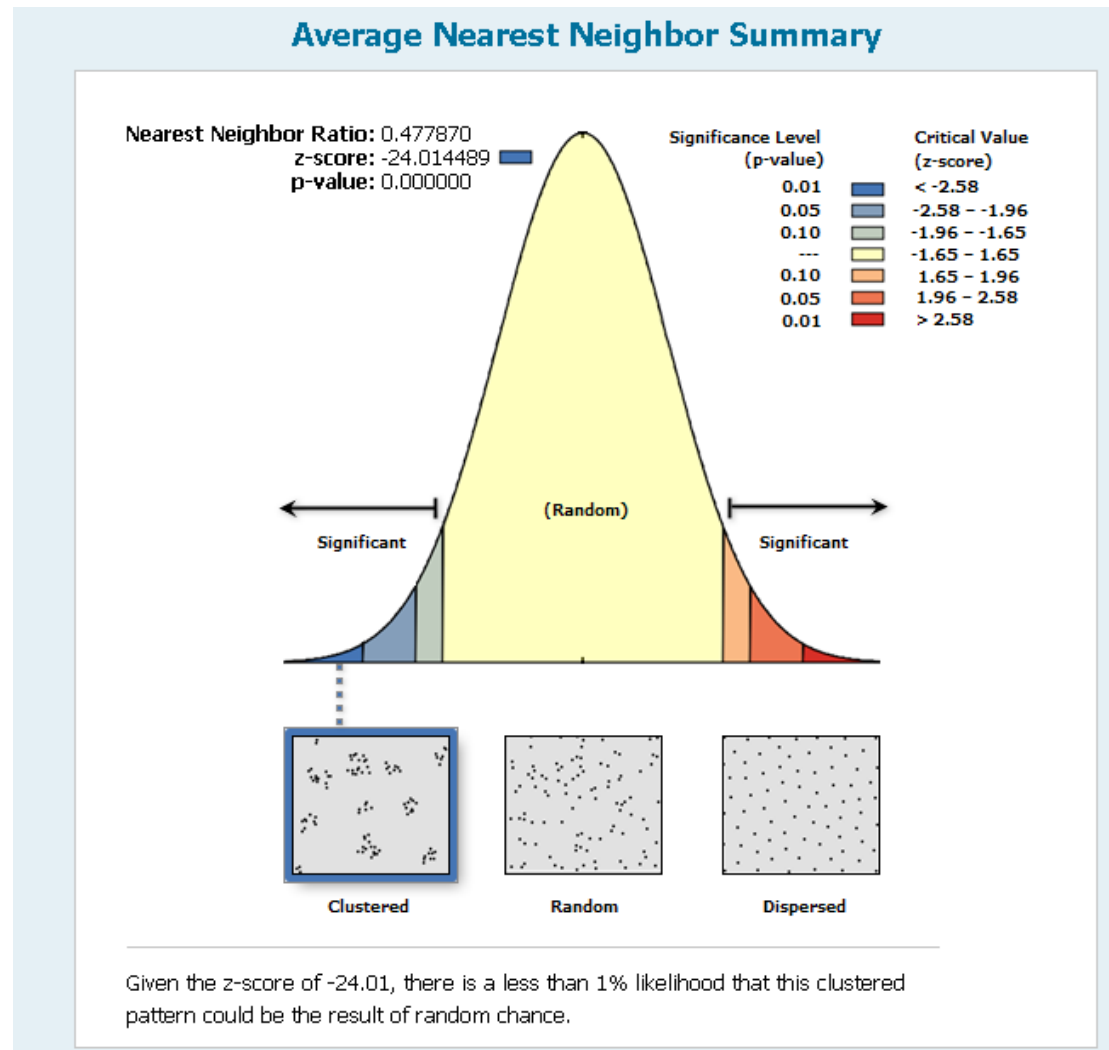 Average Nearest Neighbor Summary
Nearest Neighbor Ratio: 0.477870
z-score: -24.014489
p-value: 0.000000
Significance Level
(p-value)
Critical Value
(z-score)
0.01 < -2.58
0.05 -2.58 – -1.96
0.10 -1.96 – -1.65
--- -1.65 – 1.65
0.10 1.65 – 1.96
0.05 1.96 – 2.58
0.01 > 2.58
(Random)
Significant Significant
Clustered Random Dispersed
Given the z-score of -24.01, there is a less than 1% likelihood that this clustered
pattern could be the result of random chance.